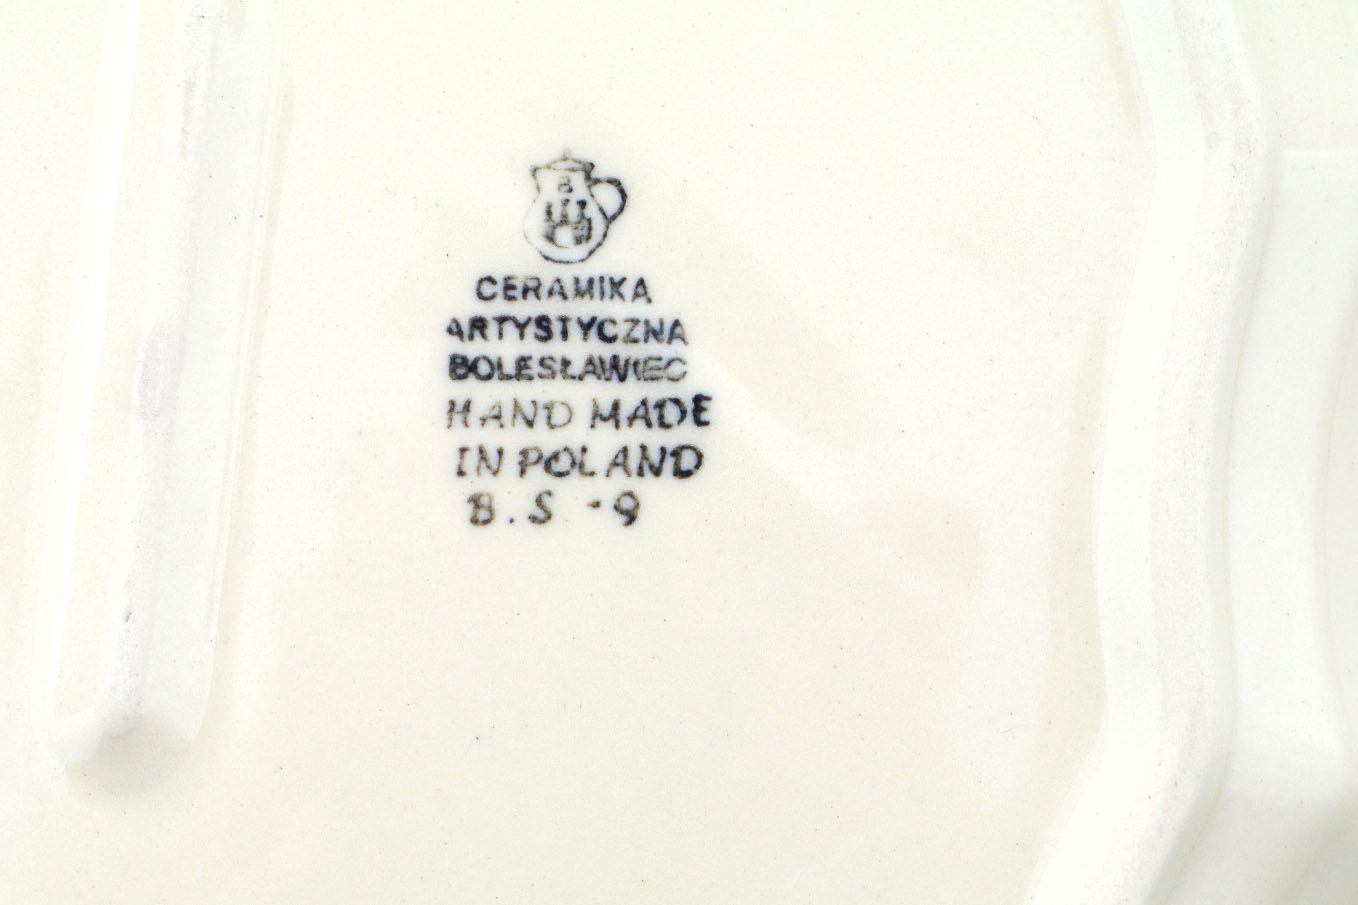 B
CERAMIKA
ARTYSTYCZNA
BOLESŁAWIEC
HAND MADE
IN POLAND
B.S -9